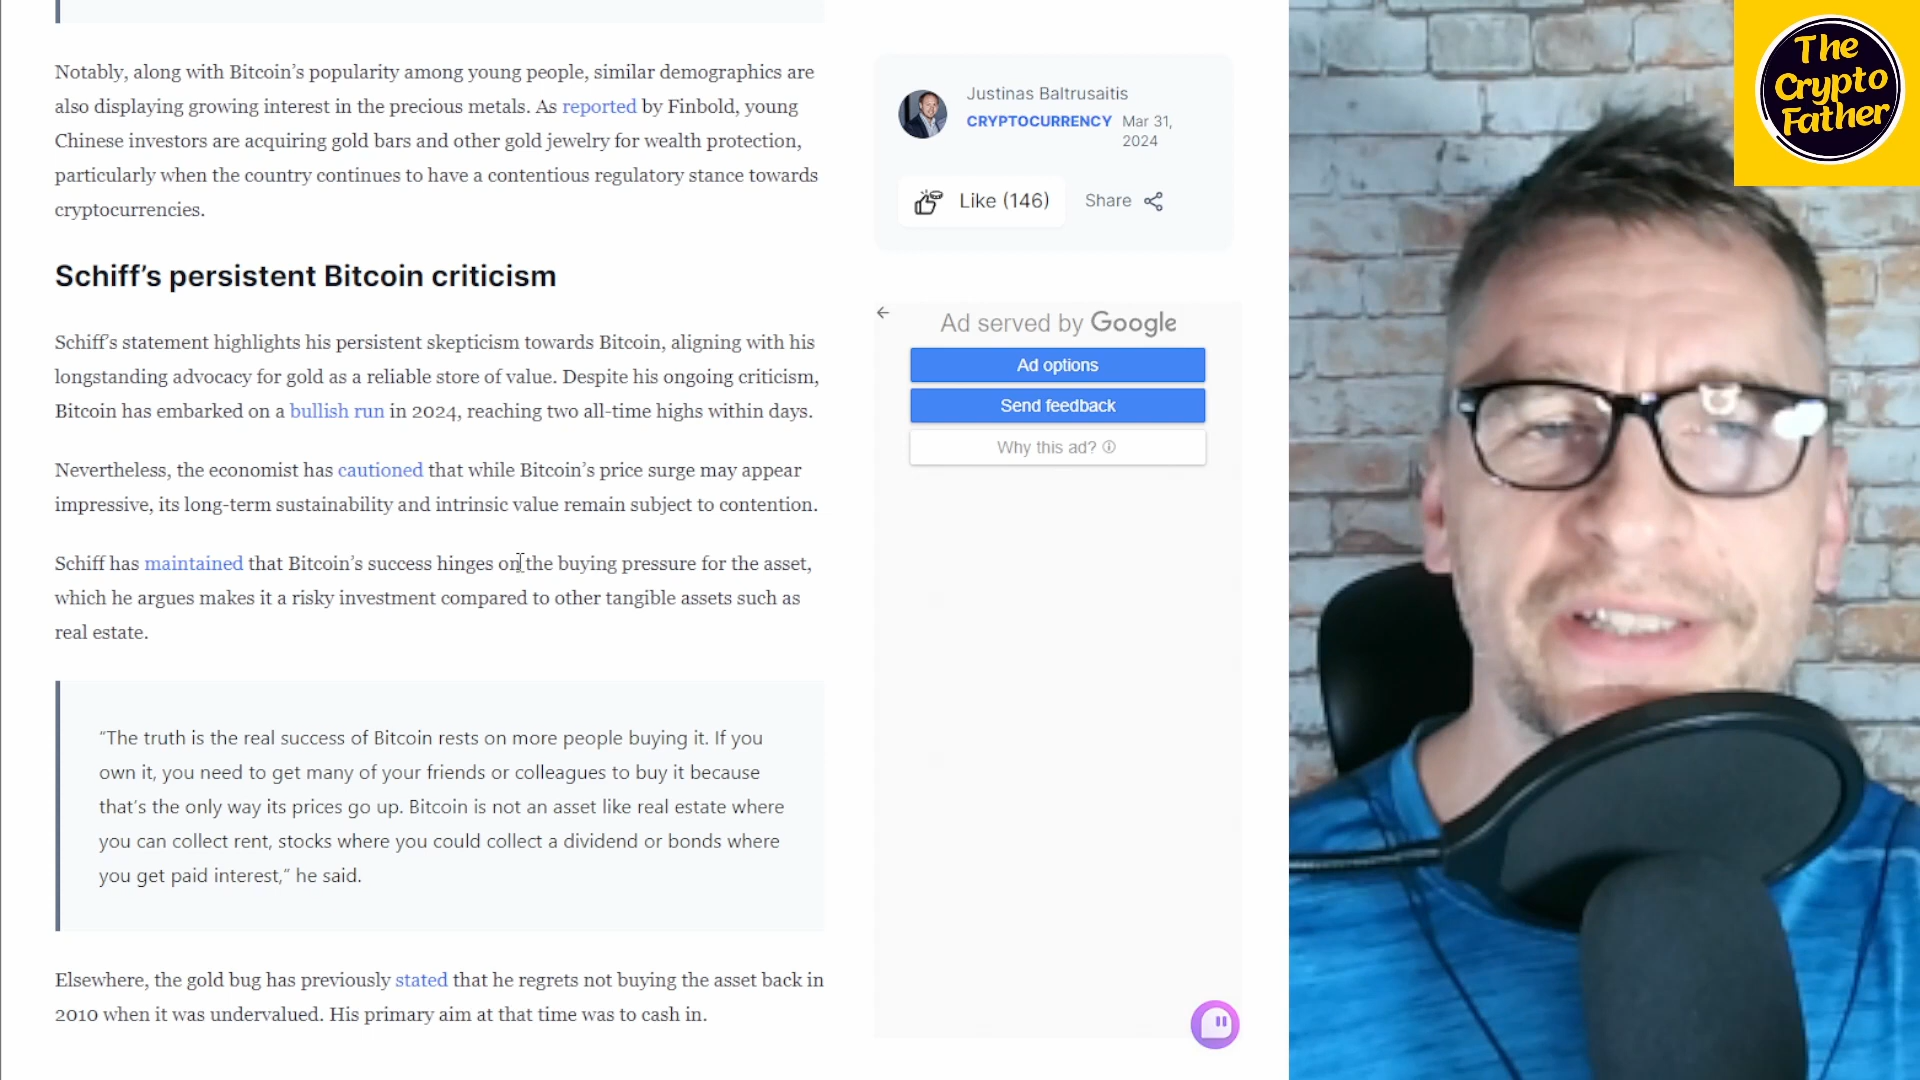 Notably, along with Bitcoin’s popularity among young people, similar demographics are
also displaying growing interest in the precious metals. As reported by Finbold, young
Chinese investors are acquiring gold bars and other gold jewelry for wealth protection,
particularly when the country continues to have a contentious regulatory stance towards
cryptocurrencies.
Schiff’s persistent Bitcoin criticism
Schiff’s statement highlights his persistent skepticism towards Bitcoin, aligning with his
longstanding advocacy for gold as a reliable store of value. Despite his ongoing criticism,
Bitcoin has embarked on a bullish run in 2024, reaching two all-time highs within days.
Nevertheless, the economist has cautioned that while Bitcoin’s price surge may appear
impressive, its long-term sustainability and intrinsic value remain subject to contention.
Schiff has maintained that Bitcoin’s success hinges on the buying pressure for the asset,
which he argues makes it a risky investment compared to other tangible assets such as
real estate.
“The truth is the real success of Bitcoin rests on more people buying it. If you
own it, you need to get many of your friends or colleagues to buy it because
that’s the only way its prices go up. Bitcoin is not an asset like real estate where
you can collect rent, stocks where you could collect a dividend or bonds where
you get paid interest,” he said.
Elsewhere, the gold bug has previously stated that he regrets not buying the asset back in
2010 when it was undervalued. His primary aim at that time was to cash in.
Justinas Baltrusaitis
CRYPTOCURRENCY Mar 31,
2024
Like (146) Share
Ad served by Google
Ad options
Send feedback
Why this ad?
The
Crypto
Father